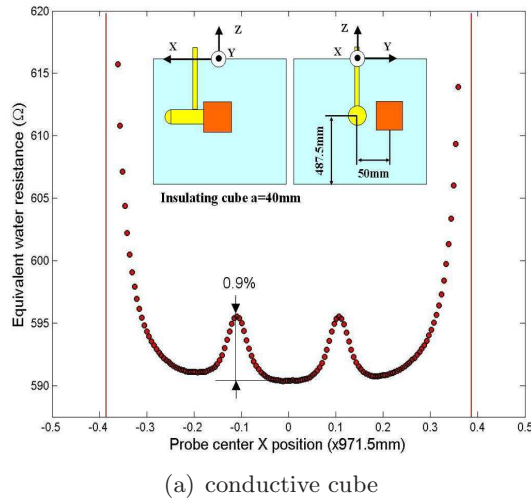 Equivalent water resistance (Ω)
620
615
610
605
600
595
590
Z
X
Y
Z
X
Y
487.5mm
50mm
Insulating cube a=40mm
0.9%
-0.5 -0.4 -0.3 -0.2 -0.1 0 0.1 0.2 0.3 0.4 0.5
Probe center X position (x971.5mm)
(a) conductive cube